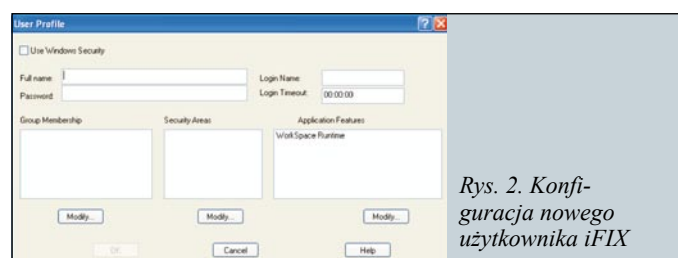 User Profile
Use Windows Security
Full name
Login Name:
Password:
Login Timeout: 00:00:00
Group Membership
Security Areas
Application Features
WorkSpace Runtime
Modify...
Modify...
Modify...
OK
Cancel
Help
Rys. 2. Konfi-
guracja nowego
użytkownika iFIX